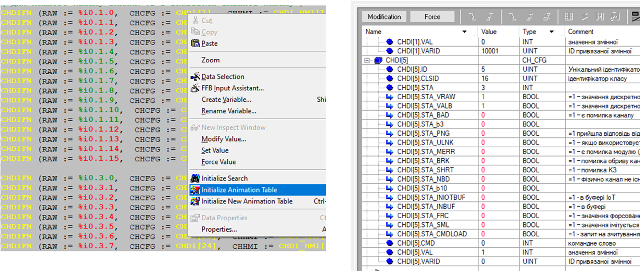 CHDIFN (RAW := %i0.1.0, CHCFG := CHDI
CHDIFN (RAW := %i0.1.1, CHCFG
CHDIFN (RAW := %i0.1.2, CHCFG
CHDIFN (RAW := %i0.1.3, CHCFG
CHDIFN (RAW := %i0.1.4, CHCFG
CHDIFN (RAW := %i0.1.5, CHCFG
CHDIFN (RAW := %i0.1.6, CHCFG
CHDIFN (RAW := %i0.1.7, CHCFG
CHDIFN (RAW := %i0.1.8, CHCFG
CHDIFN (RAW := %i0.1.9, CHCFG
CHDIFN (RAW := %i0.1.10, CHCFG
CHDIFN (RAW := %i0.1.11, CHCFG
CHDIFN (RAW := %i0.1.12, CHCFG
CHDIFN (RAW := %i0.1.13, CHCFG
CHDIFN (RAW := %i0.1.14, CHCFG
CHDIFN (RAW := %i0.1.15, CHCFG
CHDIFN (RAW := %i0.3.0, CHCFG
CHDIFN (RAW := %i0.3.1, CHCFG
CHDIFN (RAW := %i0.3.2, CHCFG
CHDIFN (RAW := %i0.3.3, CHCFG
CHDIFN (RAW := %i0.3.4, CHCFG
CHDIFN (RAW := %i0.3.5, CHCFG
CHDIFN (RAW := %i0.3.6, CHCFG
CHDIFN (RAW := %i0.3.7, CHCFG := CHDI[24], CHHMI := CHDI_HMI[
Cut
Copy
Paste
Zoom
Data Selection
FFB Input Assistant...
Create Variable... Shi
Rename Variable...
New Inspect Window
Modify Value...
Set Value
Force Value
Initialize Search
Initialize Animation Table
Initialize New Animation Table Ctrl-
Data Properties
Properties...
Modification Force
Name Value Type Comment
CHDI[1].VAL 0 INT значення змінної
CHDI[1].VARID 10001 UINT ID прив'язаної змінної
CHDI[5] CH_CFG
CHDI[5].ID 5 UINT Унікальний ідентифікато
CHDI[5].CLSID 16 UINT ідентифікатор класу
CHDI[5].STA 3 INT
CHDI[5].STA_VRAW 1 BOOL =1 – значення дискретно
CHDI[5].STA_VALB 1 BOOL =1 – значення дискретно
CHDI[5].STA_BAD 0 BOOL =1 – є помилка каналу
CHDI[5].STA_b3 0 BOOL
CHDI[5].STA_PNG 0 BOOL =1 прийшла відповідь від
CHDI[5].STA_ULNK 0 BOOL =1 – якщо використовует
CHDI[5].STA_MERR 0 BOOL =1 – є помилка модулю (
CHDI[5].STA_BRK 0 BOOL =1 – помилка обриву кана
CHDI[5].STA_SHRT 0 BOOL =1 – помилка КЗ
CHDI[5].STA_NBD 0 BOOL =1 – фізично канал не існ
CHDI[5].STA_b10 0 BOOL
CHDI[5].STA_INIOTBUF 0 BOOL =1 -в буфері IoT
CHDI[5].STA_INBUF 0 BOOL =1 – в буфері
CHDI[5].STA_FRC 0 BOOL =1 – значення форсован
CHDI[5].STA_SML 0 BOOL =1 – значення імітується
CHDI[5].STA_CMDLOAD 0 BOOL =1 - запит на зчитування
CHDI[5].CMD 0 INT командне слово
CHDI[5].VAL 1 INT значення змінної
CHDI[5].VARID 0 UINT ID прив'язаної змінної